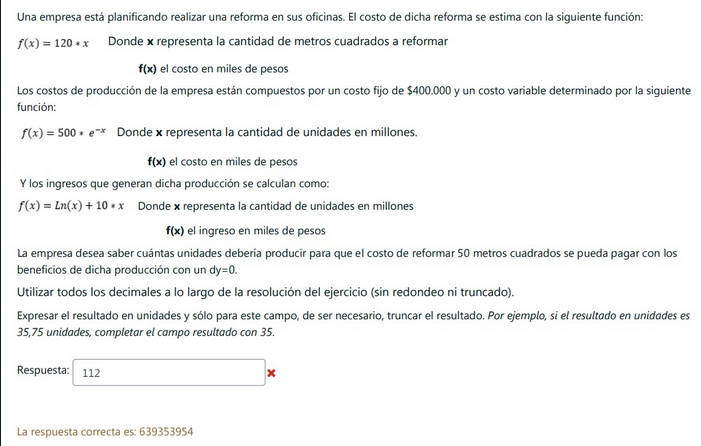 Una empresa está planificando realizar una reforma en sus oficinas. El costo de dicha reforma se estima con la siguiente función:
f(x) = 120 * x Donde x representa la cantidad de metros cuadrados a reformar
f(x) el costo en miles de pesos
Los costos de producción de la empresa están compuestos por un costo fijo de $400.000 y un costo variable determinado por la siguiente
función:
f(x) = 500 * e⁻ˣ Donde x representa la cantidad de unidades en millones.
f(x) el costo en miles de pesos
Y los ingresos que generan dicha producción se calculan como:
f(x) = Ln(x) + 10 * x Donde x representa la cantidad de unidades en millones
f(x) el ingreso en miles de pesos
La empresa desea saber cuántas unidades debería producir para que el costo de reformar 50 metros cuadrados se pueda pagar con los
beneficios de dicha producción con un dy=0.
Utilizar todos los decimales a lo largo de la resolución del ejercicio (sin redondeo ni truncado).
Expresar el resultado en unidades y sólo para este campo, de ser necesario, truncar el resultado. Por ejemplo, si el resultado en unidades es
35,75 unidades, completar el campo resultado con 35.
Respuesta: 112
La respuesta correcta es: 639353954